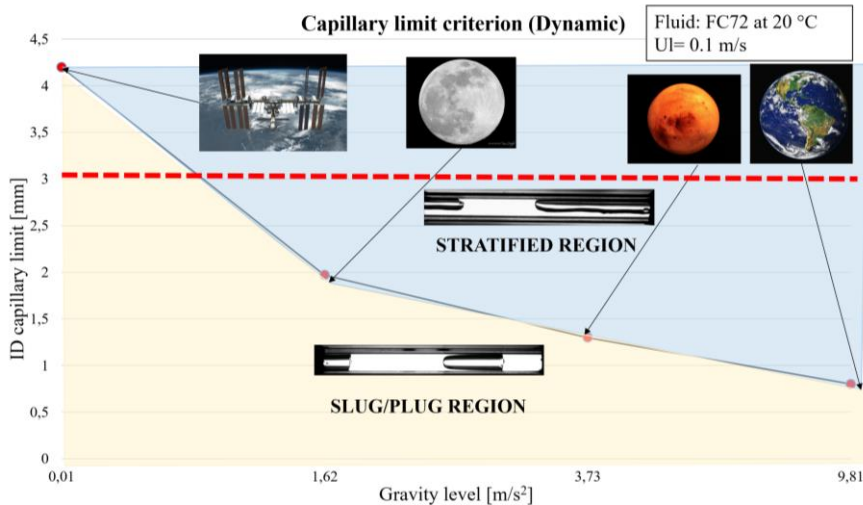 Capillary limit criterion (Dynamic)
Fluid: FC72 at 20 °C
Ul= 0.1 m/s
4,5
4
3,5
3
2,5
2
1,5
1
0,5
0
ID capillary limit [mm]
STRATIFIED REGION
SLUG/PLUG REGION
0,01
1,62
3,73
9,81
Gravity level [m/s²]